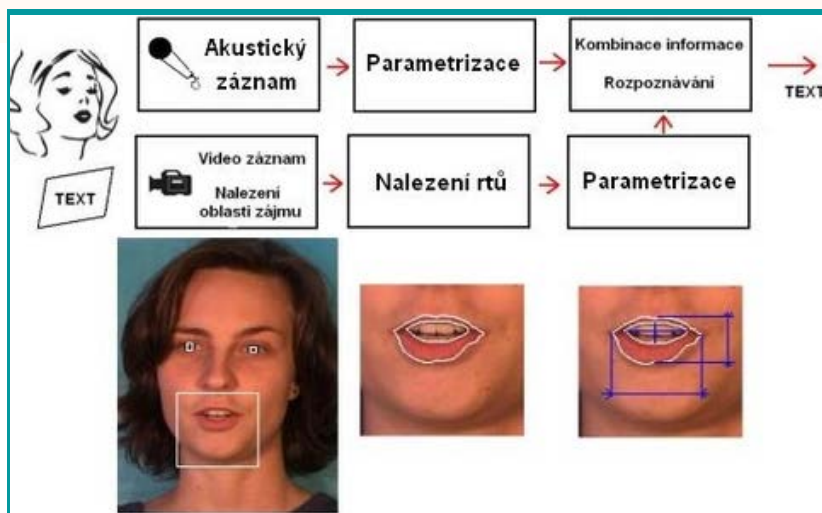 Akustický
záznam
Parametrizace
Kombinace informace
Rozpoznávání
TEXT
TEXT
Video záznam
Nalezení
oblasti zájmu
Nalezení rtů
Parametrizace